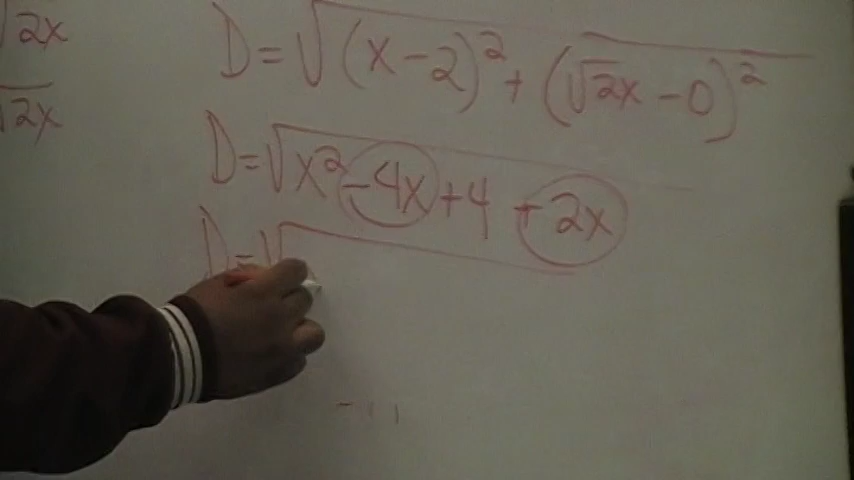 √2x
√2x
D = √(x-2)² + (√2x - 0)²
D = √x² - 4x + 4 + 2x
D = √